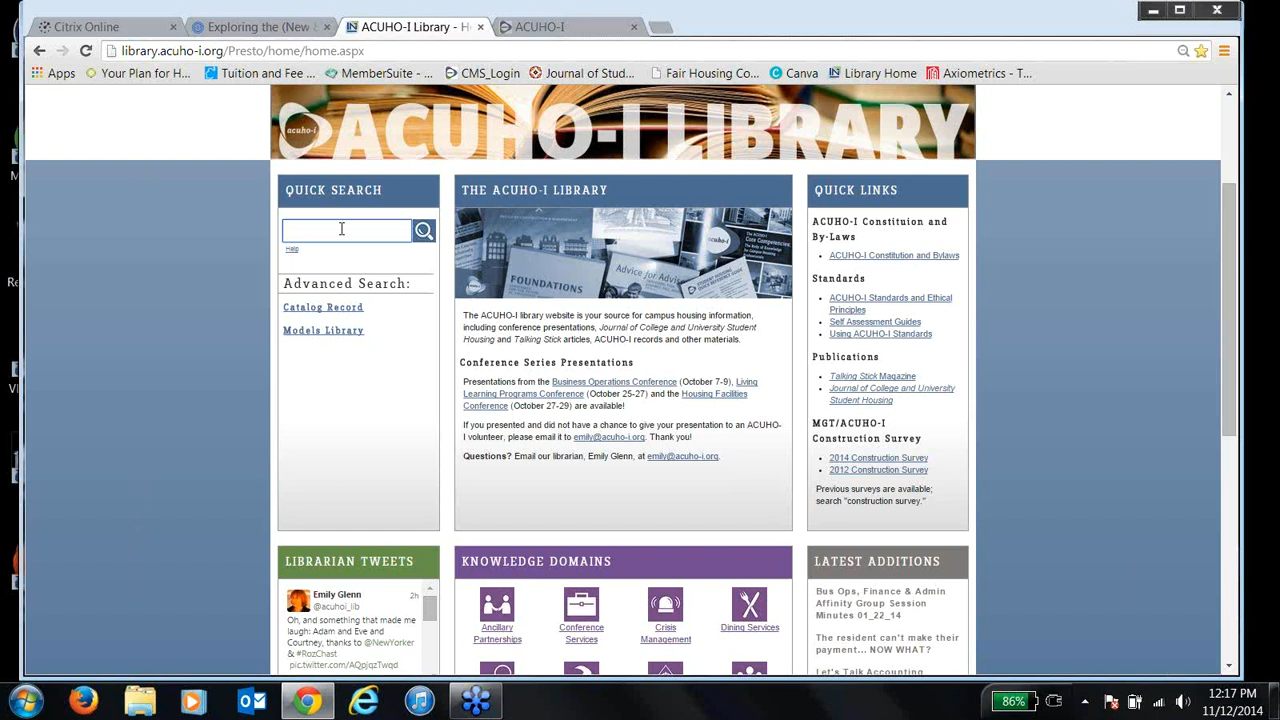 Citrix Online
Exploring the (New
ACUHO-I Library - H
ACUHO-I
library.acuho-i.org/Presto/home/home.aspx
Apps
Your Plan for H...
Tuition and Fee ...
MemberSuite - ...
CMS_Login
Journal of Stud...
Fair Housing Co...
Canva
Library Home
Axiometrics - T...
acuho-i
ACUHO-I LIBRARY
QUICK SEARCH
Help
Advanced Search:
Catalog Record
Models Library
THE ACUHO-I LIBRARY
FOUNDATIONS
Advice for Advis
The ACUHO-I library website is your source for campus housing information,
including conference presentations, Journal of College and University Student
Housing and Talking Stick articles, ACUHO-I records and other materials.
Conference Series Presentations
Presentations from the Business Operations Conference (October 7-9), Living
Learning Programs Conference (October 25-27) and the Housing Facilities
Conference (October 27-29) are available!
If you presented and did not have a chance to give your presentation to an ACUHO-
I volunteer, please email it to emily@acuho-i.org. Thank you!
Questions? Email our librarian, Emily Glenn, at emily@acuho-i.org.
QUICK LINKS
ACUHO-I Constituion and
By-Laws
ACUHO-I Constitution and Bylaws
Standards
ACUHO-I Standards and Ethical
Principles
Self Assessment Guides
Using ACUHO-I Standards
Publications
Talking Stick Magazine
Journal of College and University
Student Housing
MGT/ACUHO-I
Construction Survey
2014 Construction Survey
2012 Construction Survey
Previous surveys are available;
search "construction survey."
LIBRARIAN TWEETS
Emily Glenn 2h
@acuhoi_lib
Oh, and something that made me
laugh: Adam and Eve and
Courtney, thanks to @NewYorker
& #RozChast
pic.twitter.com/AQpjqzTwqd
KNOWLEDGE DOMAINS
Ancillary
Partnerships
Conference
Services
Crisis
Management
Dining Services
LATEST ADDITIONS
Bus Ops, Finance & Admin
Affinity Group Session
Minutes 01_22_14
The resident can't make their
payment... NOW WHAT?
Let's Talk Accounting
86%
12:17 PM
11/12/2014